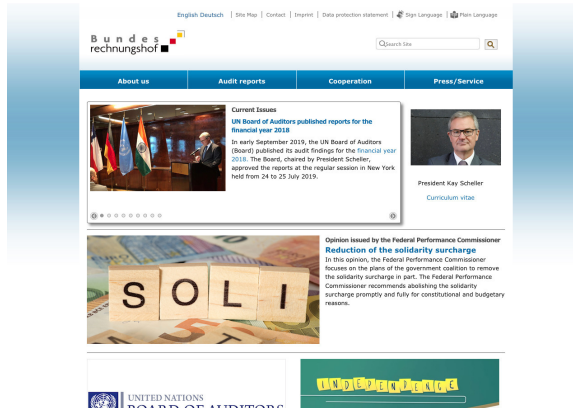 English Deutsch | Site Map | Contact | Imprint | Data protection statement | Sign Language | Plain Language
Bundes
rechnungshof
Search Site
About us
Audit reports
Cooperation
Press/Service
Current Issues
UN Board of Auditors published reports for the
financial year 2018
In early September 2019, the UN Board of Auditors
(Board) published its audit findings for the financial year
2018. The Board, chaired by President Scheller,
approved the reports at the regular session in New York
held from 24 to 25 July 2019.
President Kay Scheller
Curriculum vitae
SOLI
Opinion issued by the Federal Performance Commissioner
Reduction of the solidarity surcharge
In this opinion, the Federal Performance Commissioner
focuses on the plans of the government coalition to remove
the solidarity surcharge in part. The Federal Performance
Commissioner recommends abolishing the solidarity
surcharge promptly and fully for constitutional and budgetary
reasons.
UNITED NATIONS
BOARD OF AUDITORS
INDEPENDENCE